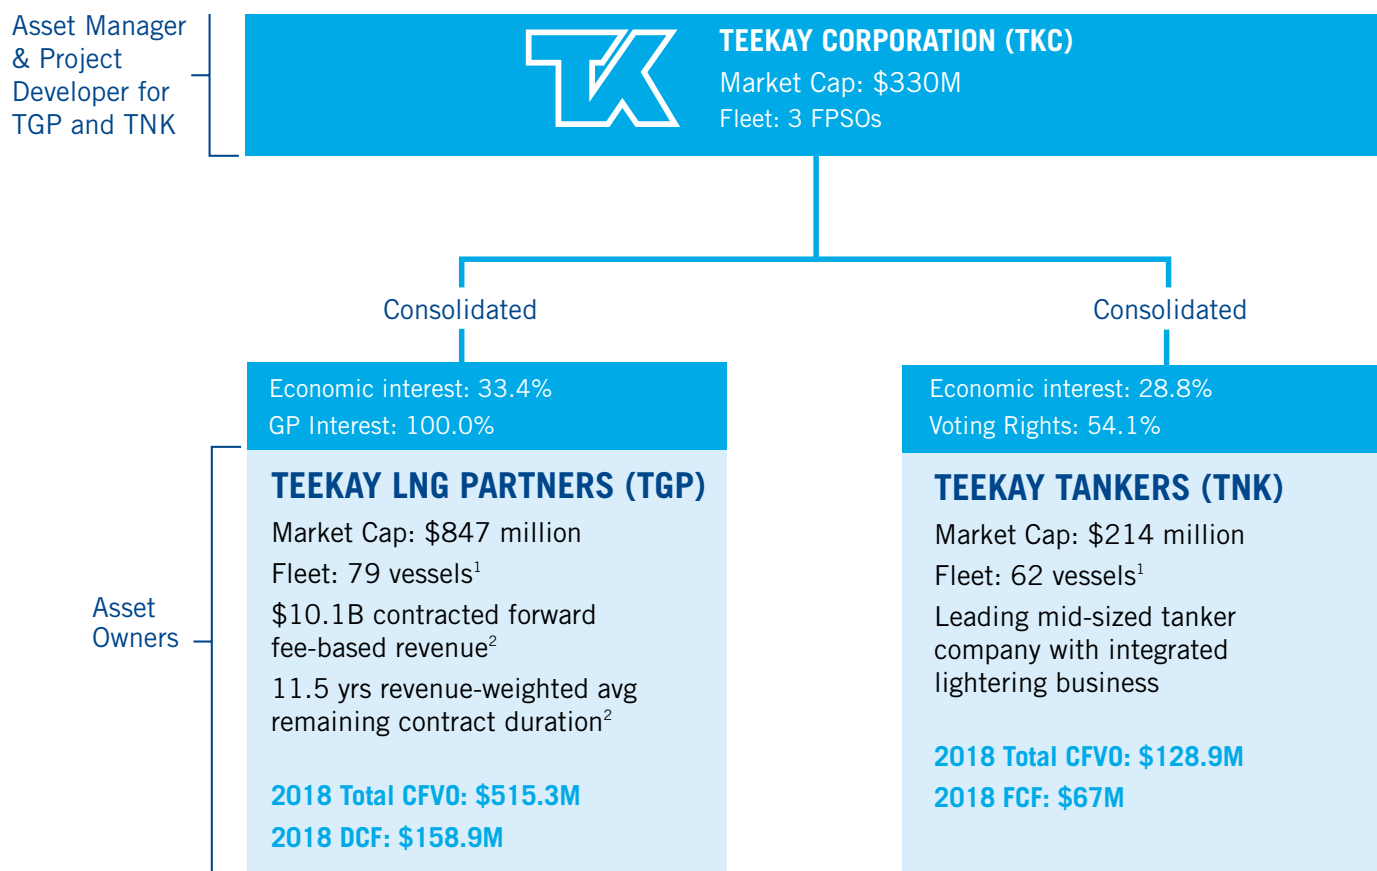 Asset Manager
& Project
Developer for
TGP and TNK
TK
TEEKAY CORPORATION (TKC)
Market Cap: $330M
Fleet: 3 FPSOs
Consolidated
Consolidated
Economic interest: 33.4%
GP Interest: 100.0%
Economic interest: 28.8%
Voting Rights: 54.1%
Asset
Owners
TEEKAY LNG PARTNERS (TGP)
Market Cap: $847 million
Fleet: 79 vessels¹
$10.1B contracted forward
fee-based revenue²
11.5 yrs revenue-weighted avg
remaining contract duration²
2018 Total CFVO: $515.3M
2018 DCF: $158.9M
TEEKAY TANKERS (TNK)
Market Cap: $214 million
Fleet: 62 vessels¹
Leading mid-sized tanker
company with integrated
lightering business
2018 Total CFVO: $128.9M
2018 FCF: $67M